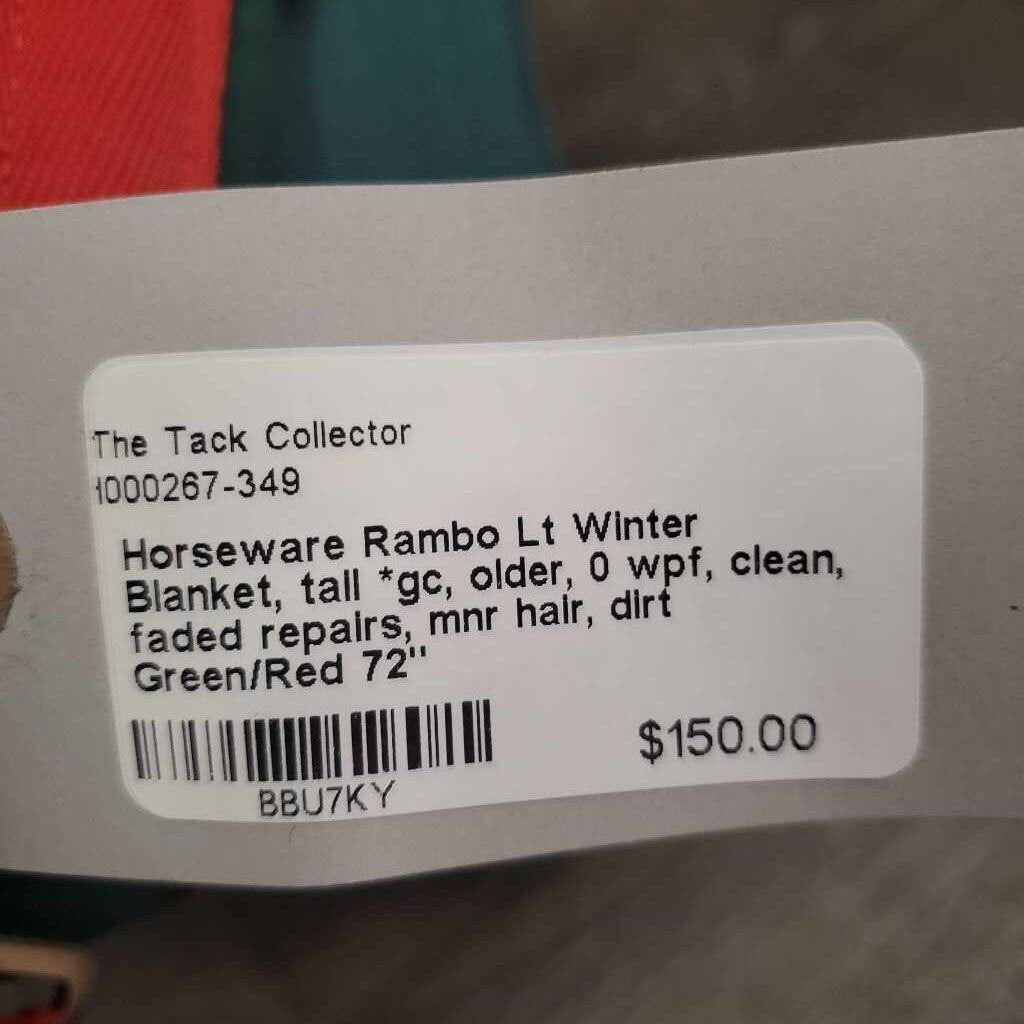 The Tack Collector
1000267-349
Horseware Rambo Lt Winter
Blanket, tall *gc, older, 0 wpf, clean,
faded repairs, mnr hair, dirt
Green/Red 72"
$150.00
BBU7KY